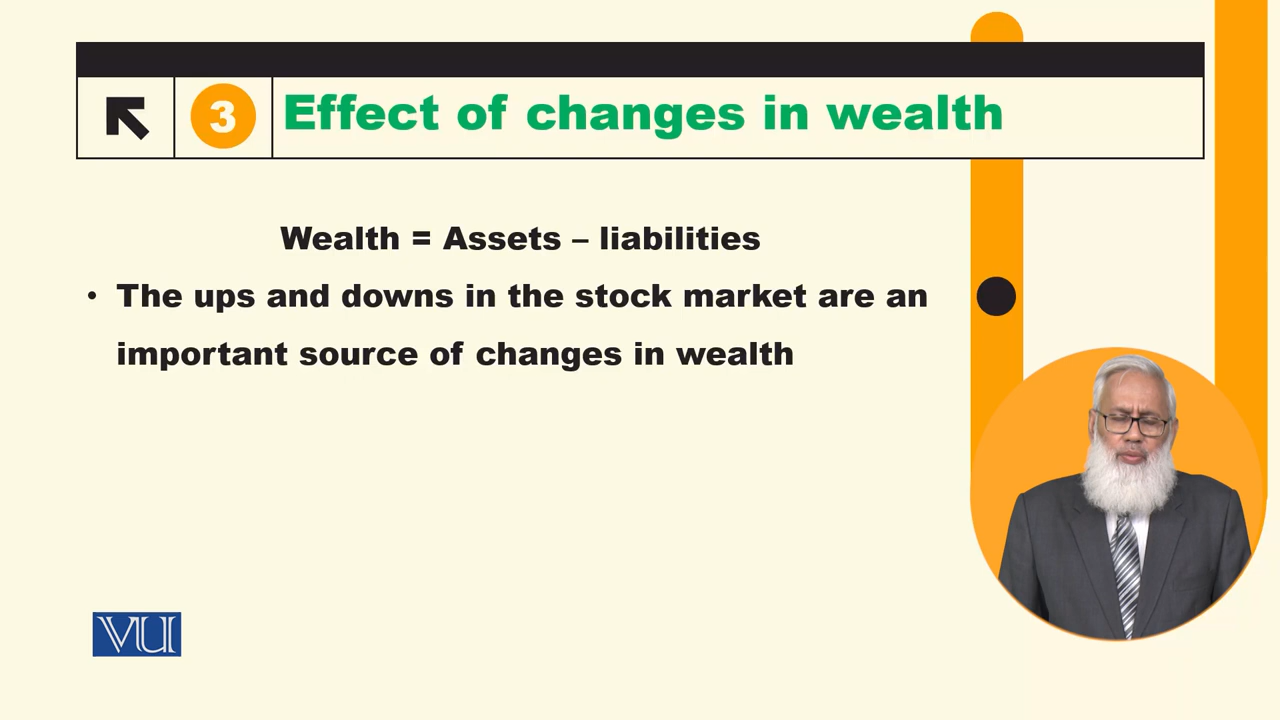 3
Effect of changes in wealth
Wealth = Assets – liabilities
• The ups and downs in the stock market are an
important source of changes in wealth
VU